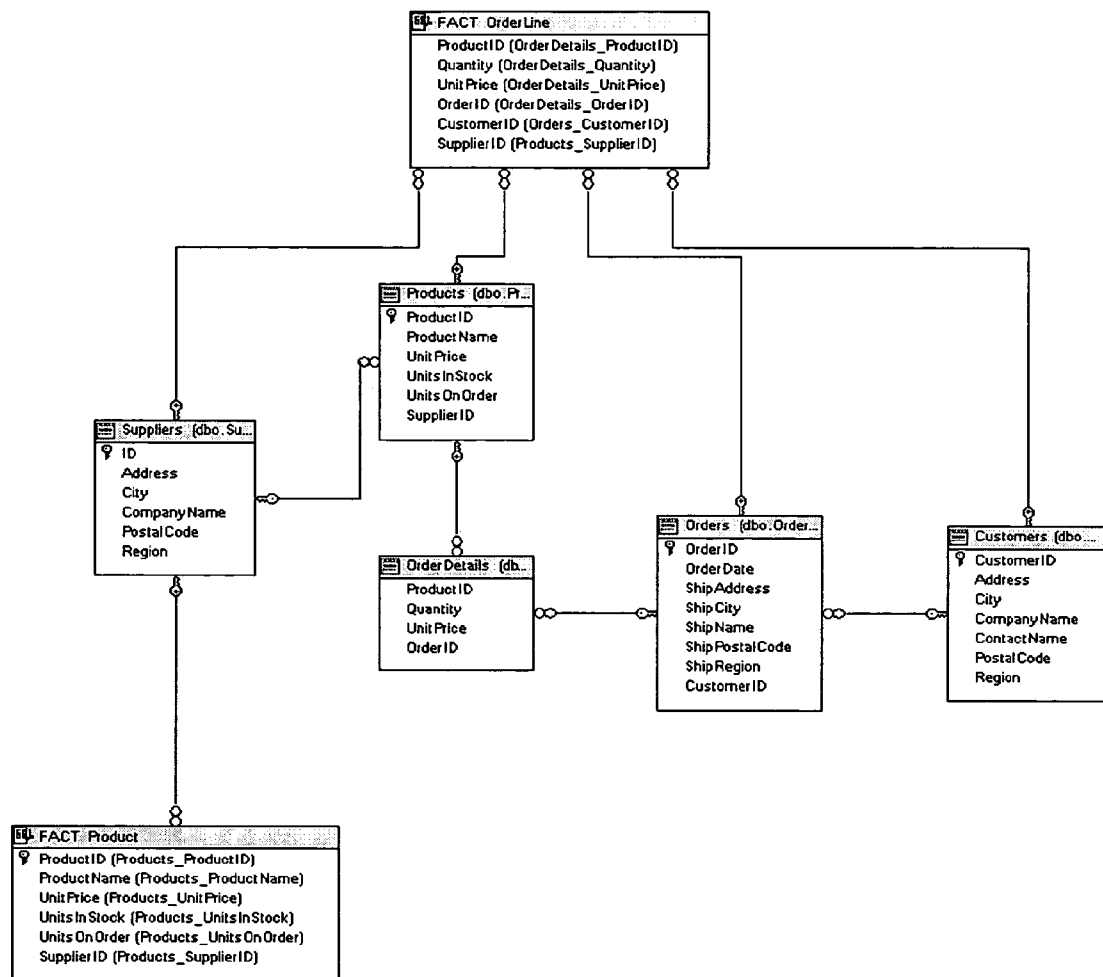 FACT OrderLine
ProductID (OrderDetails_ProductID)
Quantity (OrderDetails_Quantity)
UnitPrice (OrderDetails_UnitPrice)
OrderID (OrderDetails_OrderID)
CustomerID (Orders_CustomerID)
SupplierID (Products_SupplierID)
Products (dbo.Pr...
ProductID
ProductName
UnitPrice
UnitsInStock
UnitsOnOrder
SupplierID
Suppliers (dbo.Su...
ID
Address
City
CompanyName
PostalCode
Region
OrderDetails (db...
ProductID
Quantity
UnitPrice
OrderID
Orders (dbo.Order...
OrderID
OrderDate
ShipAddress
ShipCity
ShipName
ShipPostalCode
ShipRegion
CustomerID
Customers (dbo....
CustomerID
Address
City
CompanyName
ContactName
PostalCode
Region
FACT Product
ProductID (Products_ProductID)
ProductName (Products_ProductName)
UnitPrice (Products_UnitPrice)
UnitsInStock (Products_UnitsInStock)
UnitsOnOrder (Products_UnitsOnOrder)
SupplierID (Products_SupplierID)